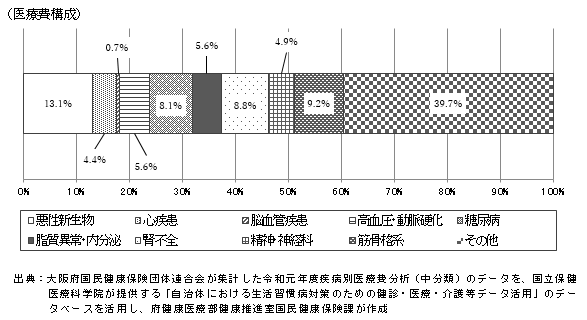 （医療費構成）
0.7%
5.6%
4.9%
13.1%
8.1%
8.8%
9.2%
39.7%
4.4%
5.6%
0%
10%
20%
30%
40%
50%
60%
70%
80%
90%
100%
悪性新生物
心疾患
脳血管疾患
高血圧・動脈硬化
糖尿病
脂質異常・内分泌
腎不全
精神・神経科
筋骨格系
その他
出典：大阪府国民健康保険団体連合会が集計した令和元年度疾病別医療費分析（中分類）のデータを、国立保健
医療科学院が提供する「自治体における生活習慣病対策のための健診・医療・介護等データ活用」のデー
タベースを活用し、府健康医療部健康推進室国民健康保険課が作成